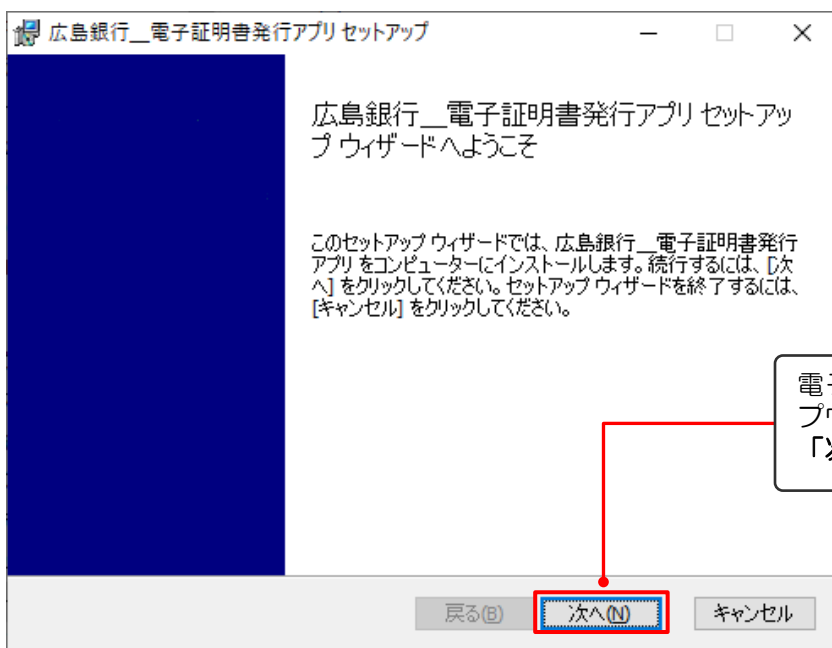 広島銀行__電子証明書発行アプリ セットアップ
広島銀行__電子証明書発行アプリ セットアッ
プ ウィザードへようこそ
このセットアップ ウィザードでは、広島銀行__電子証明書発行
アプリ をコンピューターにインストールします。続行するには、[次
へ] をクリックしてください。セットアップ ウィザードを終了するには、
[キャンセル] をクリックしてください。
電子
プウ
「次
戻る(B) 次へ(N) キャンセル